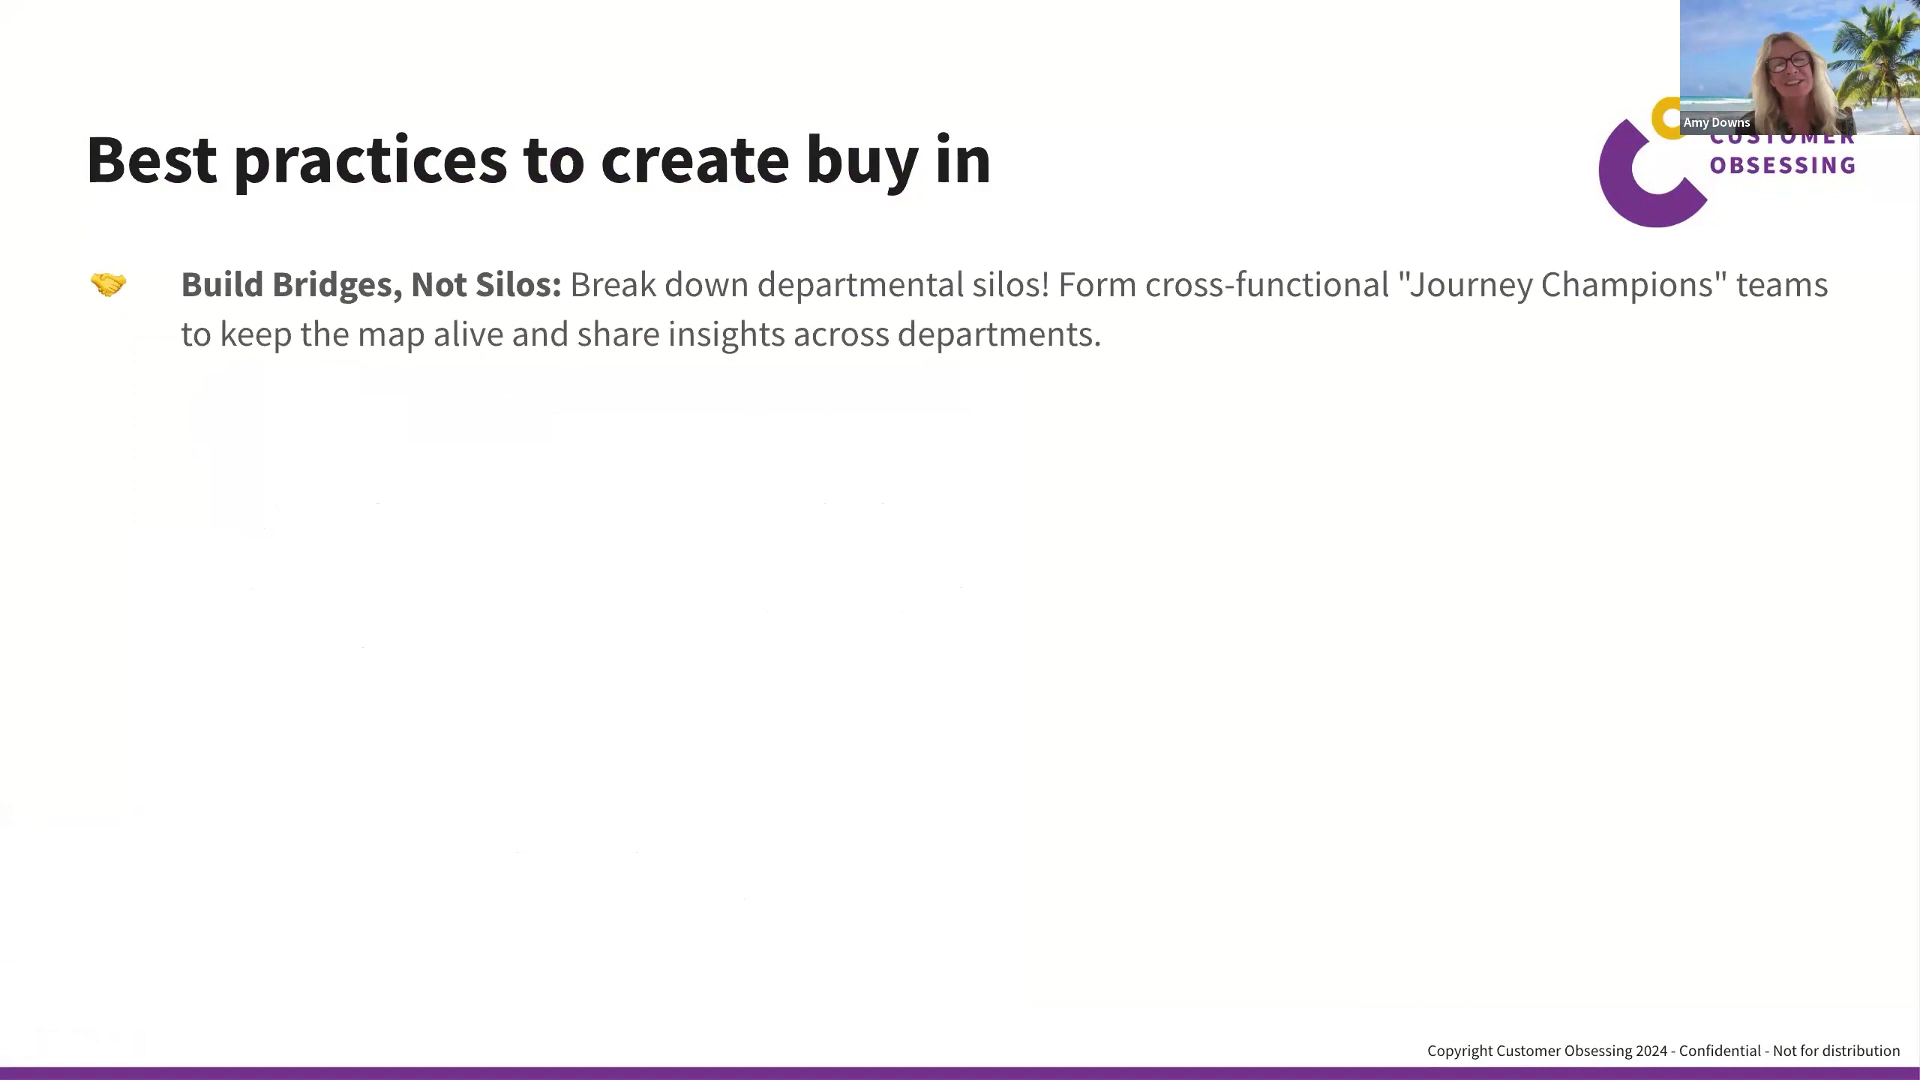 Amy Downs
CUSTOMER
OBSESSING
Best practices to create buy in
Build Bridges, Not Silos: Break down departmental silos! Form cross-functional "Journey Champions" teams
to keep the map alive and share insights across departments.
Copyright Customer Obsessing 2024 - Confidential - Not for distribution